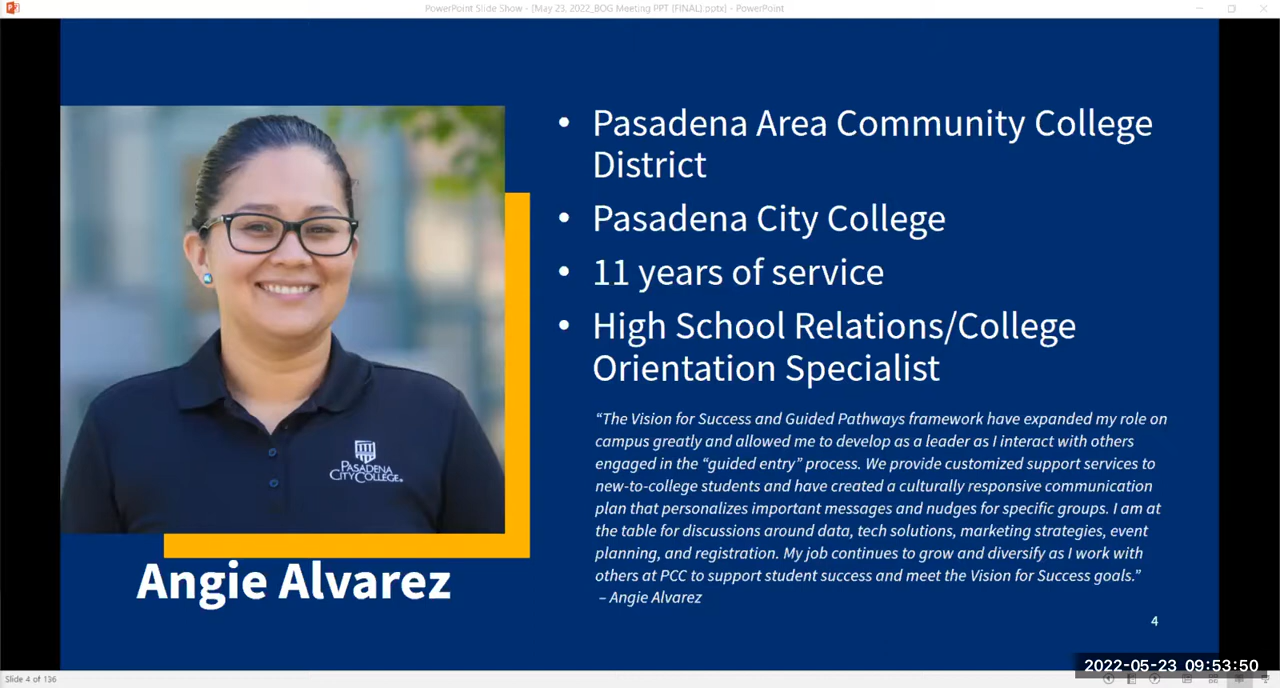 PowerPoint Slide Show - (May 23, 2022_BOG Meeting PPT (FINAL).pptx) - PowerPoint
Pasadena Area Community College
District
Pasadena City College
11 years of service
High School Relations/College
Orientation Specialist
“The Vision for Success and Guided Pathways framework have expanded my role on
campus greatly and allowed me to develop as a leader as I interact with others
engaged in the “guided entry” process. We provide customized support services to
new-to-college students and have created a culturally responsive communication
plan that personalizes important messages and nudges for specific groups. I am at
the table for discussions around data, tech solutions, marketing strategies, event
planning, and registration. My job continues to grow and diversify as I work with
others at PCC to support student success and meet the Vision for Success goals.”
– Angie Alvarez
PASADENA
CITY COLLEGE
Angie Alvarez
4
2022-05-23 09:53:50
Slide 4 of 136